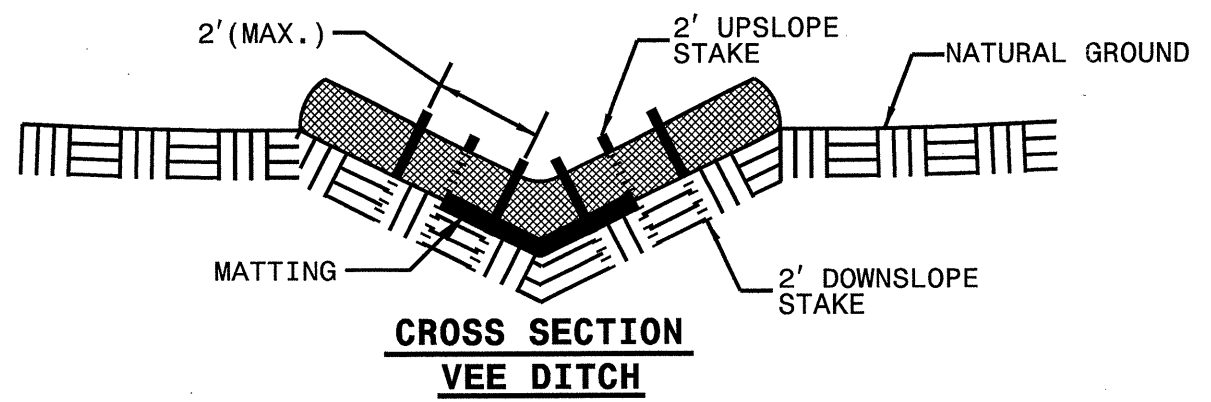 2'(MAX.)
2' UPSLOPE
STAKE
NATURAL GROUND
MATTING
2' DOWNSLOPE
STAKE
CROSS SECTION
VEE DITCH